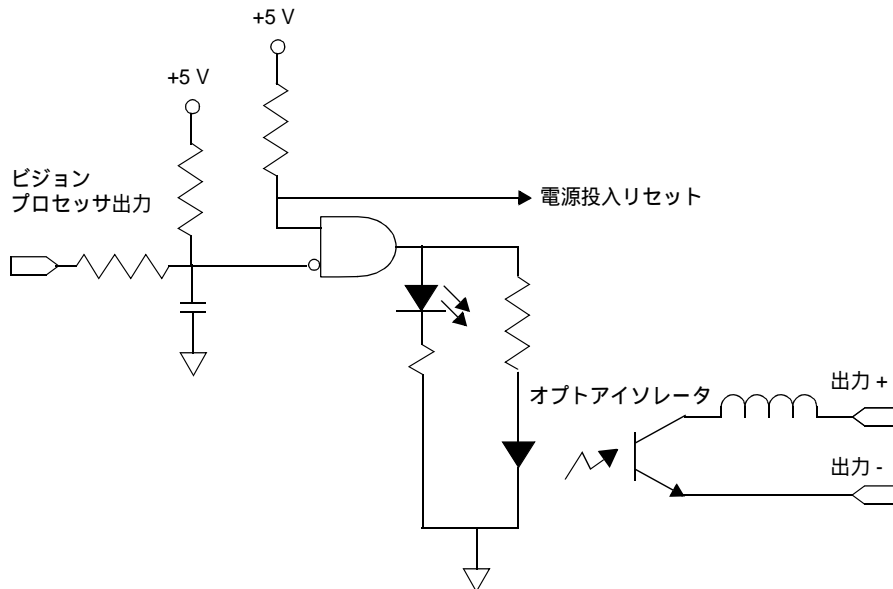 +5 V
+5 V
ビジョン
プロセッサ出力
電源投入リセット
オプトアイソレータ
出力 +
出力 -